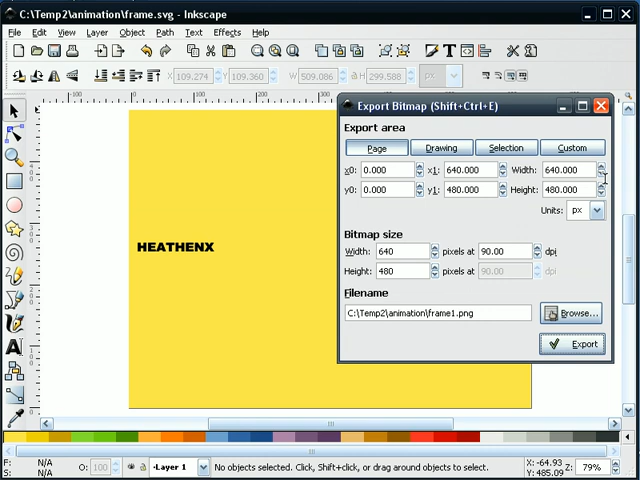 C:\Temp2\animation\frame.svg - Inkscape
File Edit View Layer Object Path Text Effects Help
X 109.274 Y 109.360 W 509.086 H 299.588 px
-100 0 100 200 300
Export Bitmap (Shift+Ctrl+E)
Export area
Page Drawing Selection Custom
x0: 0.000 x1: 640.000 Width: 640.000
y0: 0.000 y1: 480.000 Height: 480.000
Units: px
Bitmap size
Width: 640 pixels at 90.00 dpi
Height: 480 pixels at 90.00 dpi
Filename
C:\Temp2\animation\frame1.png Browse...
Export
HEATHENX
F: N/A
S: N/A
O: 100
Layer 1
No objects selected. Click, Shift+click, or drag around objects to select.
X: -64.93
Y: 485.09
Z: 79%